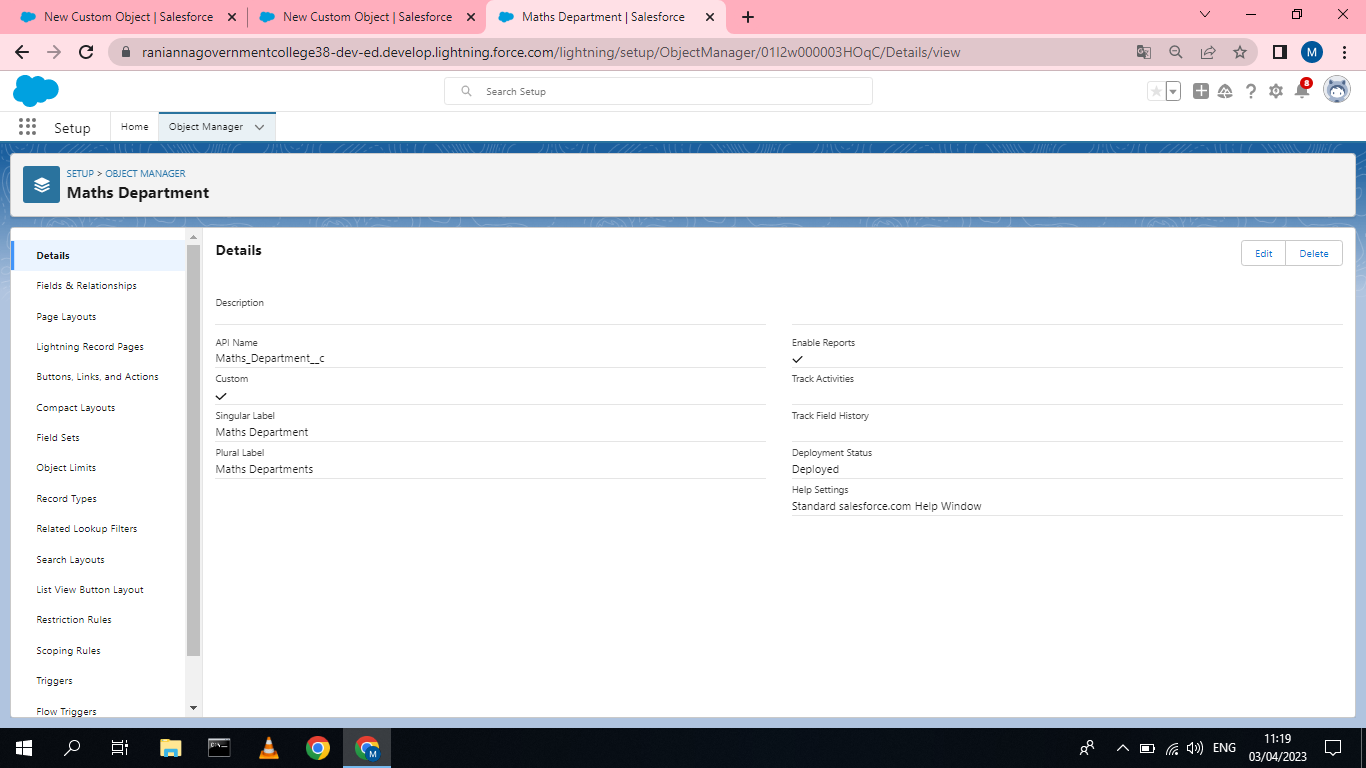 New Custom Object | Salesforce
New Custom Object | Salesforce
Maths Department | Salesforce
raniannagovernmentcollege38-dev-ed.develop.lightning.force.com/lightning/setup/ObjectManager/01I2w000003HOqC/Details/view
M
Search Setup
8
Setup
Home
Object Manager
SETUP > OBJECT MANAGER
Maths Department
Details
Fields & Relationships
Page Layouts
Lightning Record Pages
Buttons, Links, and Actions
Compact Layouts
Field Sets
Object Limits
Record Types
Related Lookup Filters
Search Layouts
List View Button Layout
Restriction Rules
Scoping Rules
Triggers
Flow Triggers
Details
Edit
Delete
Description
API Name
Maths_Department__c
Custom
Singular Label
Maths Department
Plural Label
Maths Departments
Enable Reports
Track Activities
Track Field History
Deployment Status
Deployed
Help Settings
Standard salesforce.com Help Window
M
ENG
11:19
03/04/2023